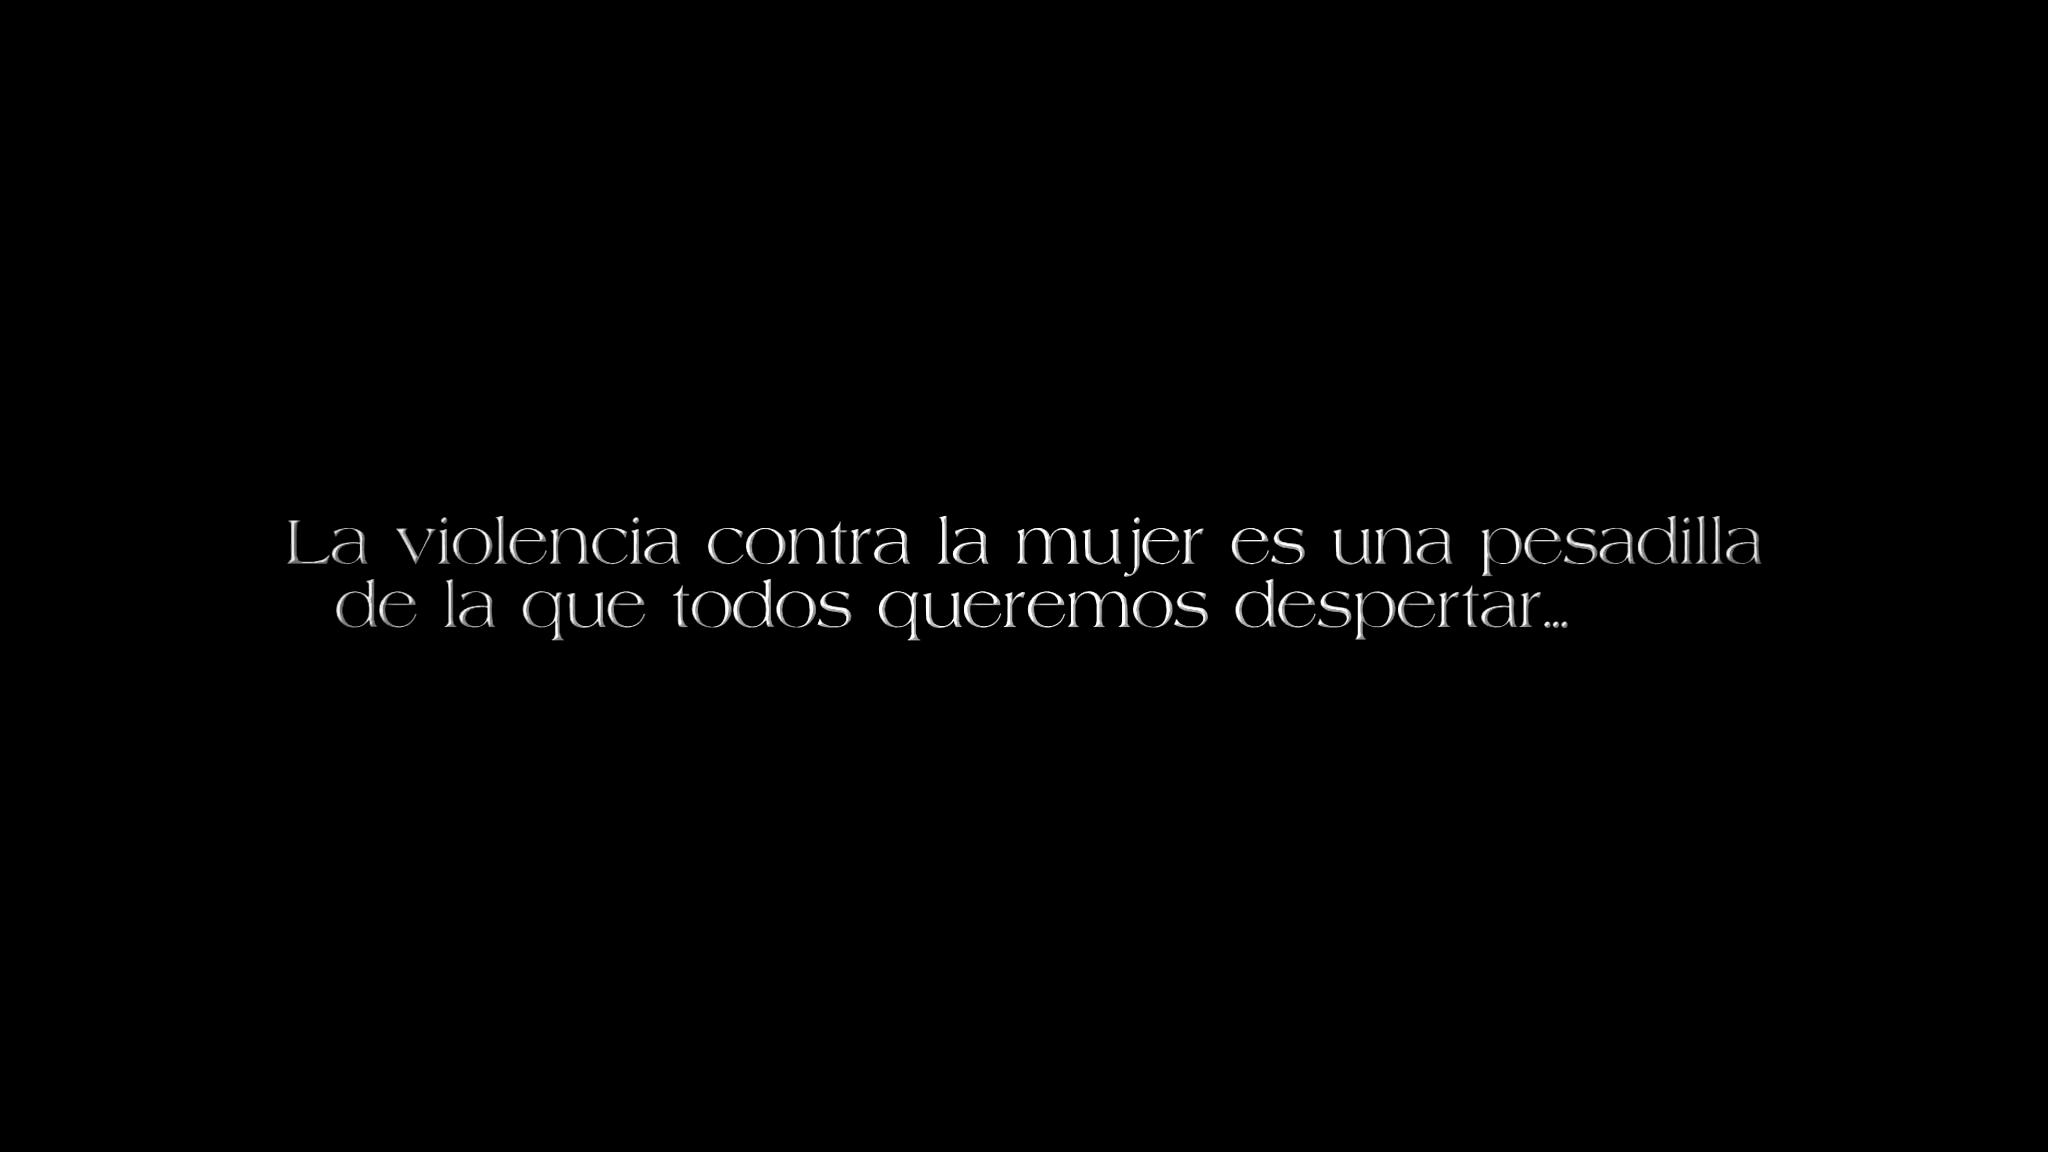 La violencia contra la mujer es una pesadilla
de la que todos queremos despertar...